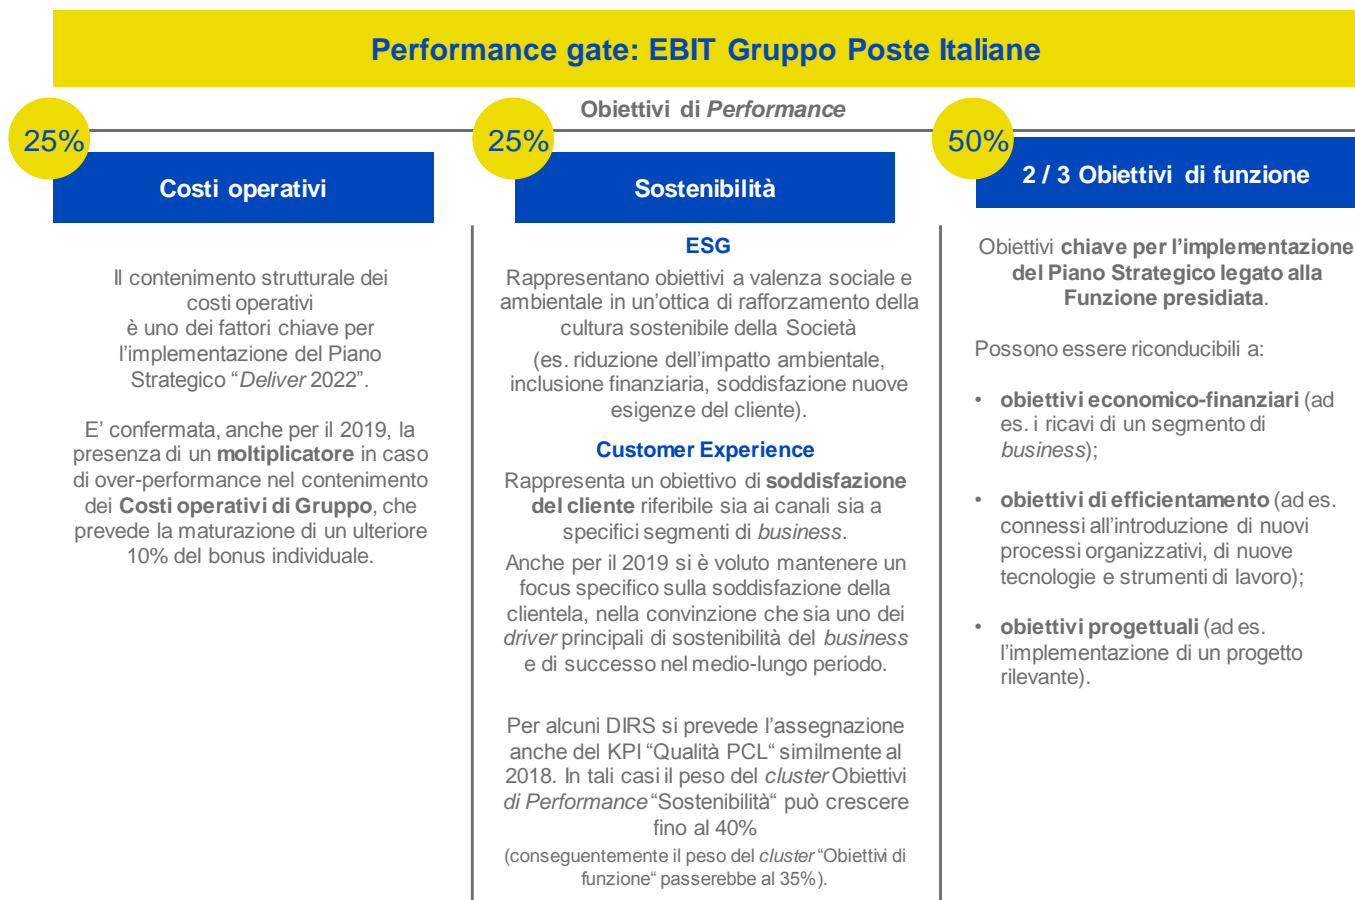 Performance gate: EBIT Gruppo Poste Italiane
Obiettivi di Performance
25%
Costi operativi
Il contenimento strutturale dei
costi operativi
è uno dei fattori chiave per
l’implementazione del Piano
Strategico “Deliver 2022”.
E’ confermata, anche per il 2019, la
presenza di un moltiplicatore in caso
di over-performance nel contenimento
dei Costi operativi di Gruppo, che
prevede la maturazione di un ulteriore
10% del bonus individuale.
25%
Sostenibilità
ESG
Rappresentano obiettivi a valenza sociale e
ambientale in un’ottica di rafforzamento della
cultura sostenibile della Società
(es. riduzione dell’impatto ambientale,
inclusione finanziaria, soddisfazione nuove
esigenze del cliente).
Customer Experience
Rappresenta un obiettivo di soddisfazione
del cliente riferibile sia ai canali sia a
specifici segmenti di business.
Anche per il 2019 si è voluto mantenere un
focus specifico sulla soddisfazione della
clientela, nella convinzione che sia uno dei
driver principali di sostenibilità del business
e di successo nel medio-lungo periodo.
Per alcuni DIRS si prevede l’assegnazione
anche del KPI “Qualità PCL“ similmente al
2018. In tali casi il peso del cluster Obiettivi
di Performance “Sostenibilità“ può crescere
fino al 40%
(conseguentemente il peso del cluster “Obiettivi di
funzione“ passerebbe al 35%).
50%
2 / 3 Obiettivi di funzione
Obiettivi chiave per l’implementazione
del Piano Strategico legato alla
Funzione presidiata.
Possono essere riconducibili a:
• obiettivi economico-finanziari (ad
es. i ricavi di un segmento di
business);
• obiettivi di efficientamento (ad es.
connessi all’introduzione di nuovi
processi organizzativi, di nuove
tecnologie e strumenti di lavoro);
• obiettivi progettuali (ad es.
l’implementazione di un progetto
rilevante).